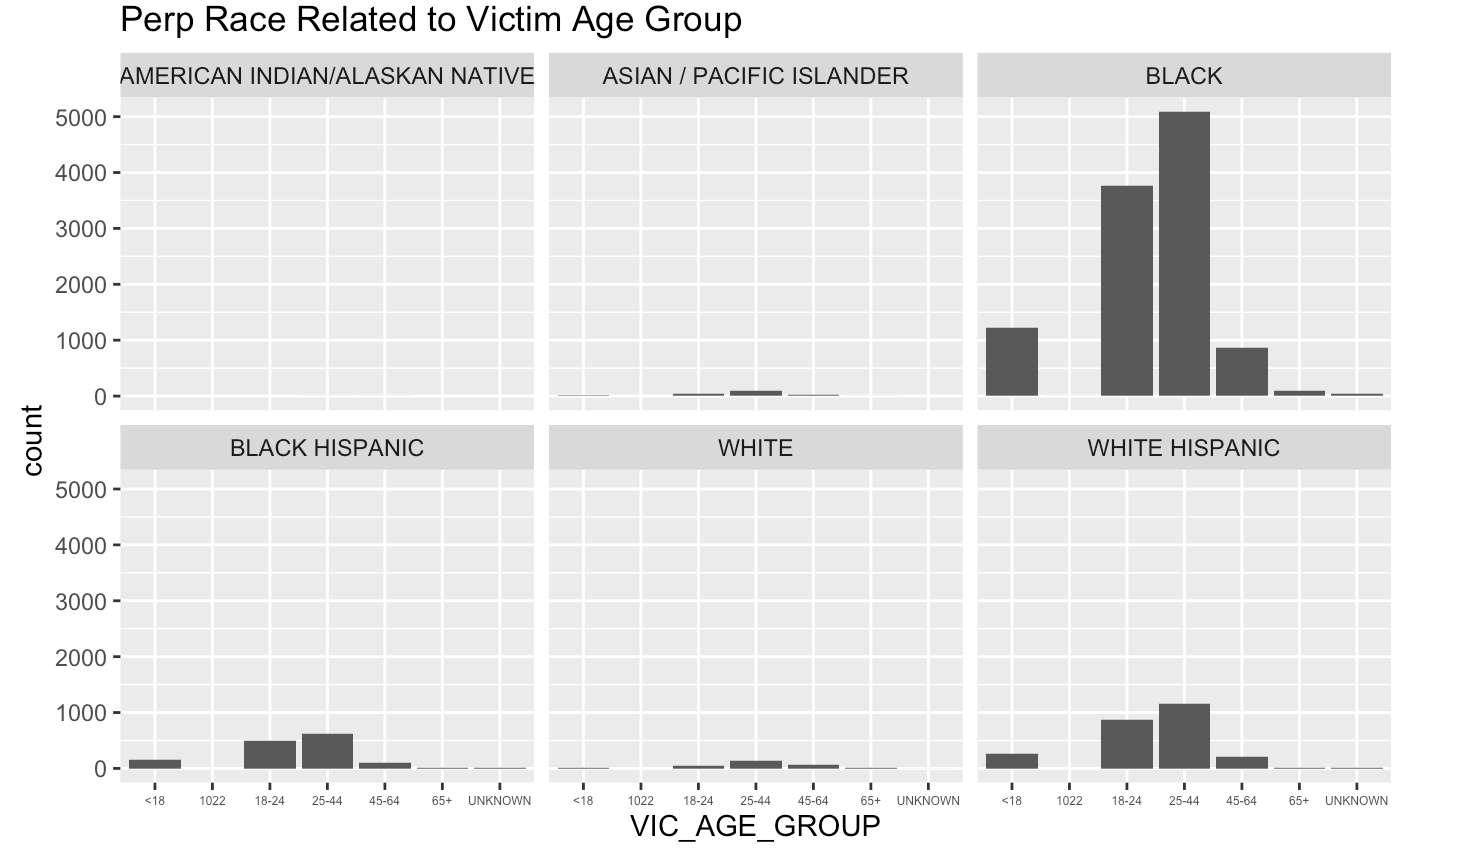 Perp Race Related to Victim Age Group
AMERICAN INDIAN/ALASKAN NATIVE
ASIAN / PACIFIC ISLANDER
BLACK
5000
4000
3000
2000
1000
0
count
BLACK HISPANIC
WHITE
WHITE HISPANIC
5000
4000
3000
2000
1000
0
<18 1022 18-24 25-44 45-64 65+ UNKNOWN
<18 1022 18-24 25-44 45-64 65+ UNKNOWN
<18 1022 18-24 25-44 45-64 65+ UNKNOWN
VIC_AGE_GROUP